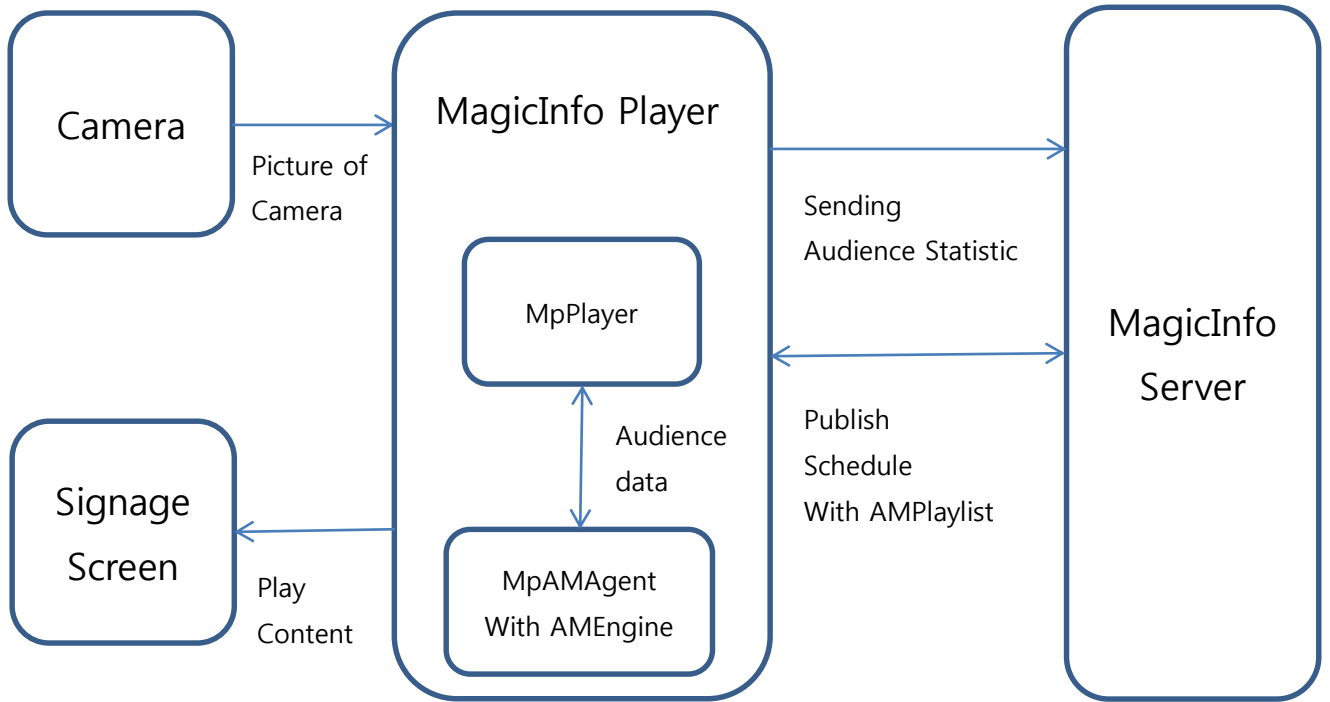 Camera
Picture of
Camera
MagicInfo Player
MpPlayer
Audience
data
MpAMAgent
With AMEngine
Signage
Screen
Play
Content
Sending
Audience Statistic
Publish
Schedule
With AMPlaylist
MagicInfo
Server